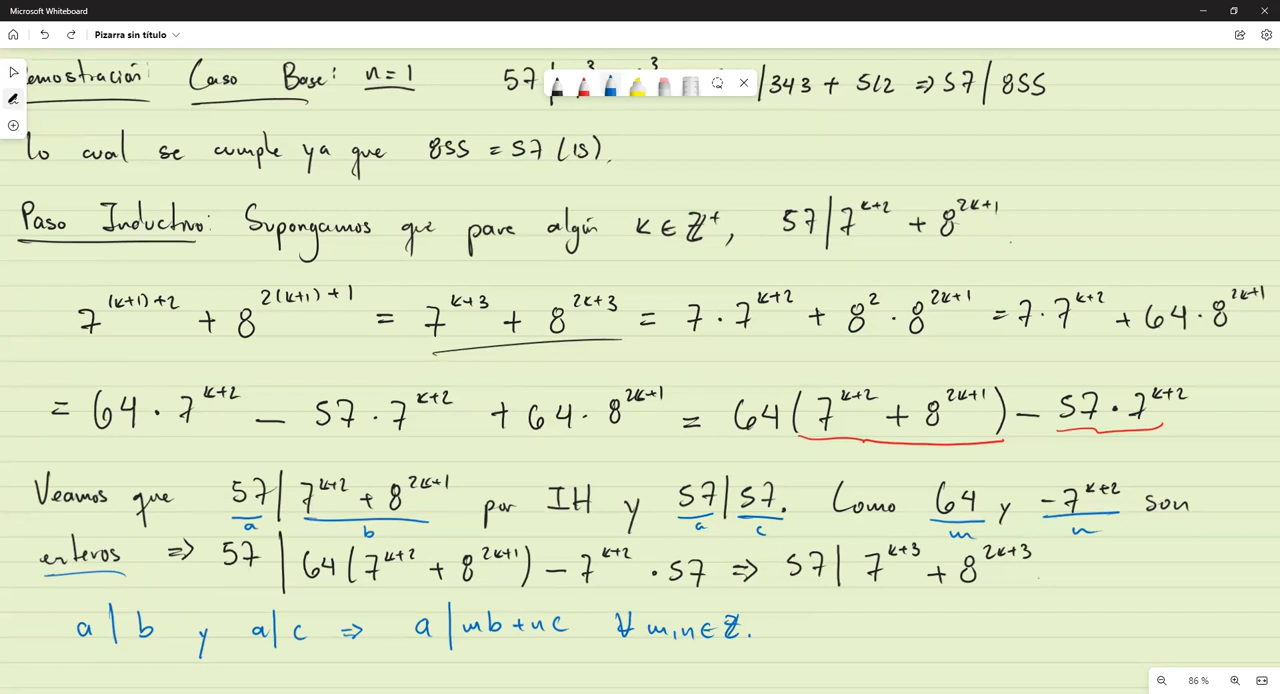 Microsoft Whiteboard
Pizarra sin título
emostración: Caso Base: n=1 57| 3 3 |343 + 512 ⇒ 57|855
lo cual se cumple ya que 855 = 57(15).
Paso Inductivo: Supongamos que para algún k ∈ ℤ⁺, 57|7^{k+2} + 8^{2k+1}
7^{(k+1)+2} + 8^{2(k+1)+1} = 7^{k+3} + 8^{2k+3} = 7·7^{k+2} + 8²·8^{2k+1} = 7·7^{k+2} + 64·8^{2k+1}
= 64·7^{k+2} − 57·7^{k+2} + 64·8^{2k+1} = 64(7^{k+2} + 8^{2k+1}) − 57·7^{k+2}
Veamos que 57|7^{k+2} + 8^{2k+1} por IH y 57|57. Como 64 y −7^{k+2} son
a b a c m n
enteros ⇒ 57|64(7^{k+2} + 8^{2k+1}) − 7^{k+2}·57 ⇒ 57|7^{k+3} + 8^{2k+3}
a|b y a|c ⇒ a|mb+nc ∀ m,n∈ℤ.
86 %